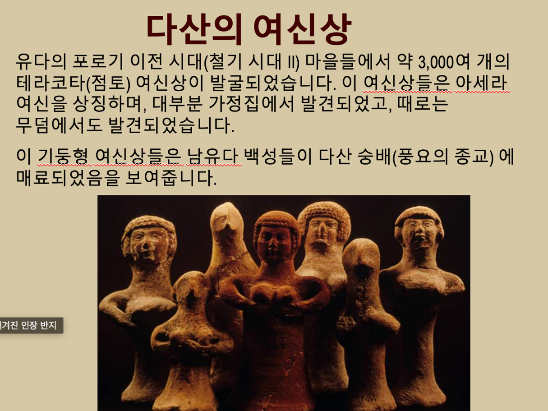 다산의 여신상
유다의 포로기 이전 시대(철기 시대 II) 마을들에서 약 3,000여 개의
테라코타(점토) 여신상이 발굴되었습니다. 이 여신상들은 아세라
여신을 상징하며, 대부분 가정집에서 발견되었고, 때로는
무덤에서도 발견되었습니다.
이 기둥형 여신상들은 남유다 백성들이 다산 숭배(풍요의 종교) 에
매료되었음을 보여줍니다.
겨진 인장 반지